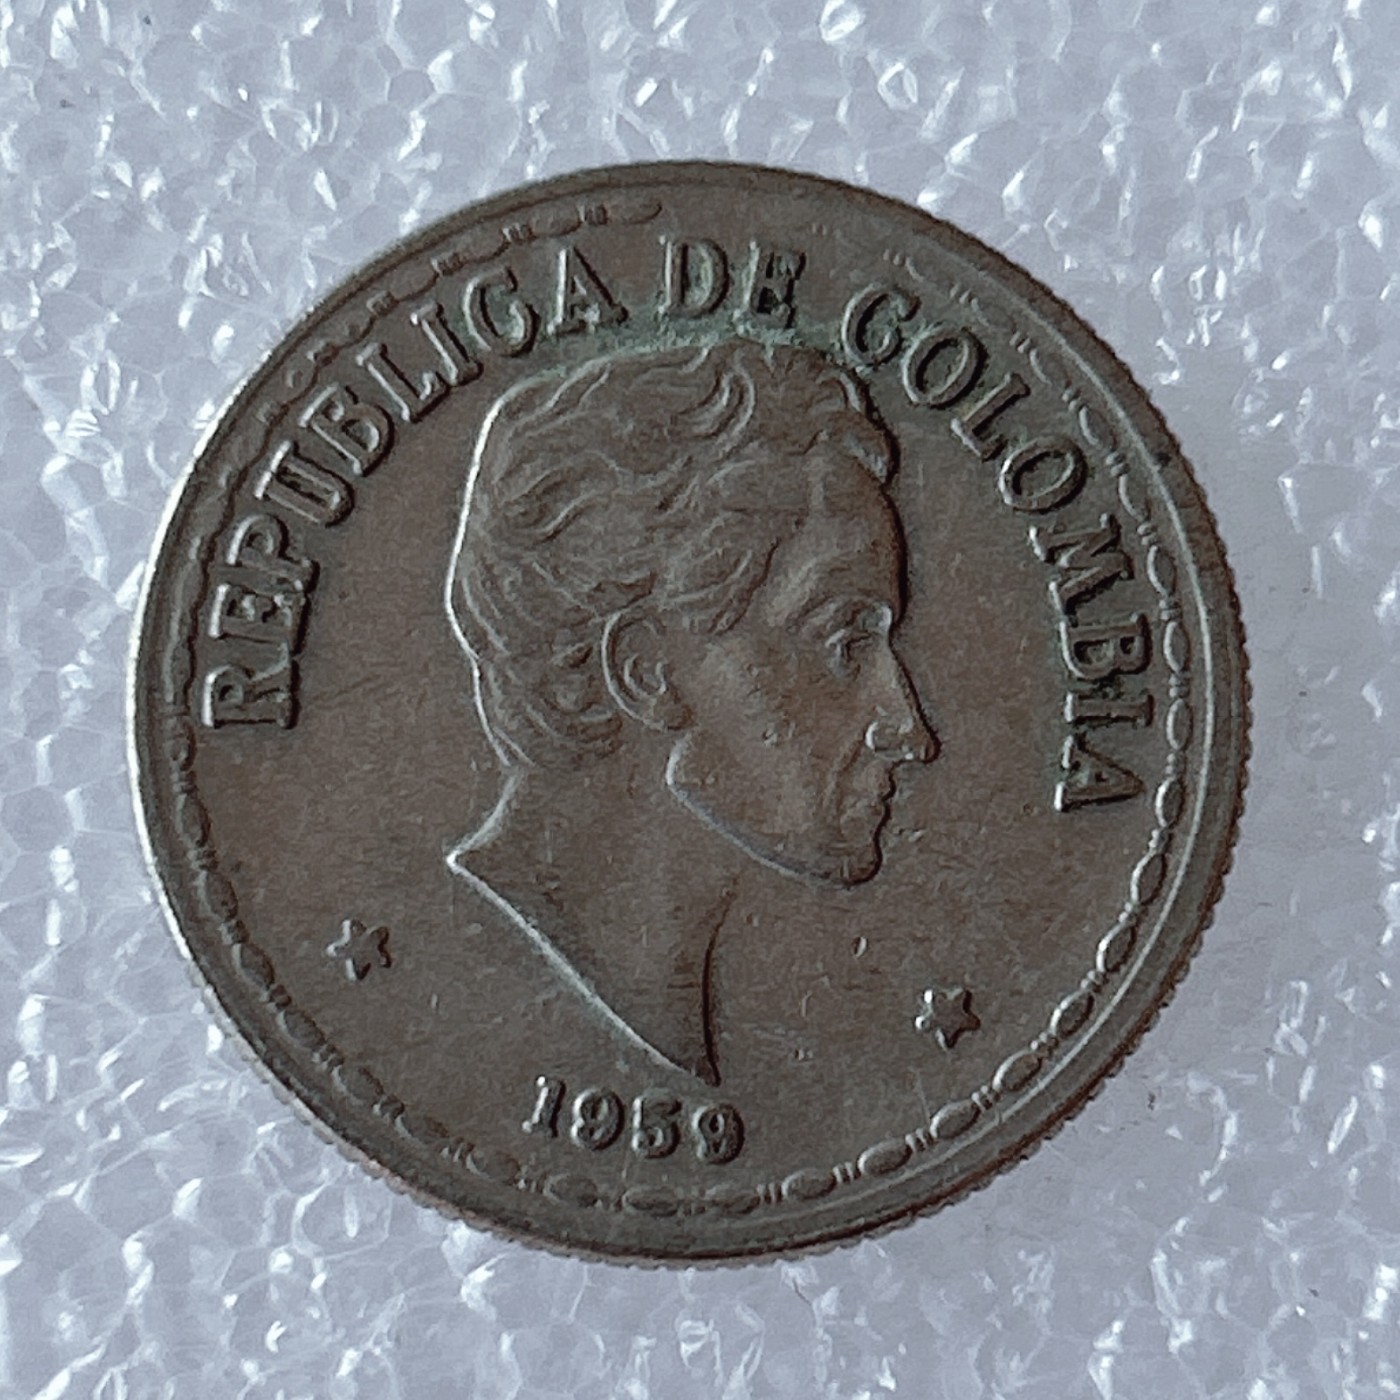 REPUBLICA DE COLOMBIA
1959